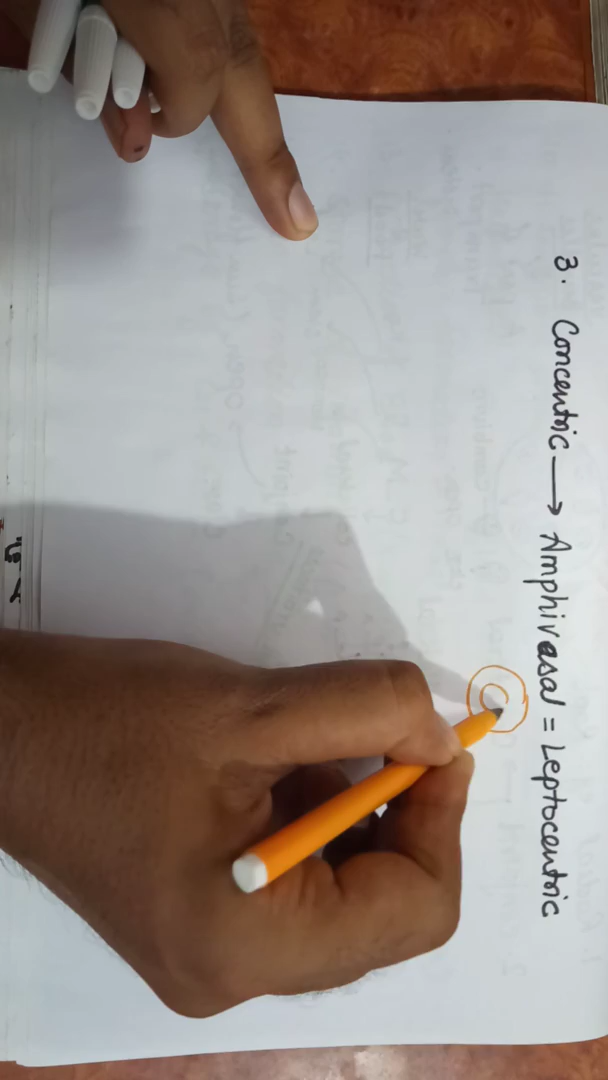 3. Concentric → Amphivasal = Leptocentric